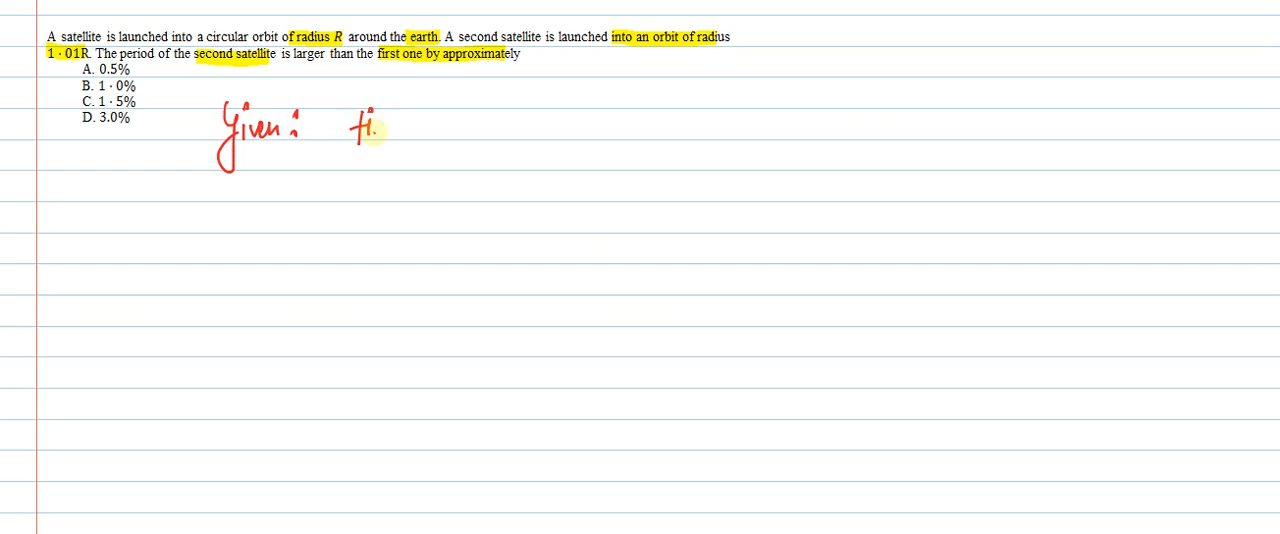 A satellite is launched into a circular orbit of radius R around the earth. A second satellite is launched into an orbit of radius
1 · 01R. The period of the second satellite is larger than the first one by approximately
A. 0.5%
B. 1 · 0%
C. 1 · 5%
D. 3.0%
Given : ti